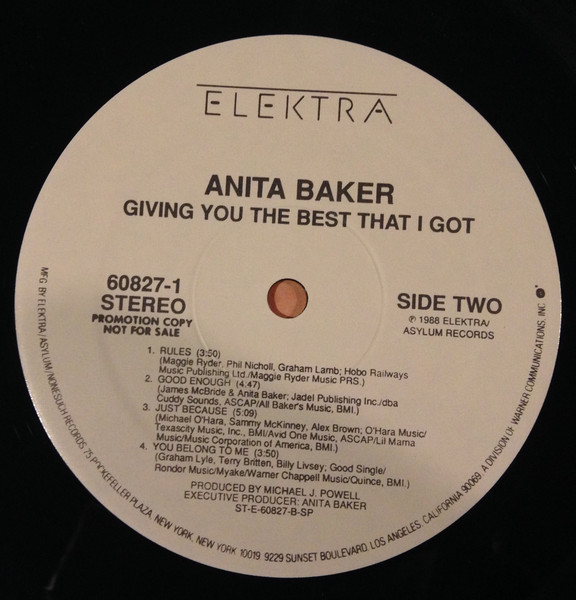 ELEKTRA
ANITA BAKER
GIVING YOU THE BEST THAT I GOT
60827-1
STEREO
PROMOTION COPY
NOT FOR SALE
SIDE TWO
℗ 1988 ELEKTRA/
ASYLUM RECORDS
1. RULES (3:50)
(Maggie Ryder, Phil Nicholl, Graham Lamb; Hobo Railways
Music Publishing Ltd./Maggie Ryder Music PRS.)
2. GOOD ENOUGH (4:47)
(James McBride & Anita Baker; Jadel Publishing Inc./dba
Cuddy Sounds, ASCAP/All Baker's Music, BMI.)
3. JUST BECAUSE (5:09)
(Michael O'Hara, Sammy McKinney, Alex Brown; O'Hara Music/
Texascity Music, Inc., BMI/Avid One Music, ASCAP/Lil Mama
Music/Music Corporation of America, BMI.)
4. YOU BELONG TO ME (3:50)
(Graham Lyle, Terry Britten, Billy Livsey; Good Single/
Rondor Music/Myake/Warner Chappell Music/Quince, BMI.)
PRODUCED BY MICHAEL J. POWELL
EXECUTIVE PRODUCER: ANITA BAKER
ST-E-60827-B-SP
MFG BY ELEKTRA/ASYLUM/NONESUCH RECORDS 75 ROCKEFELLER PLAZA, NEW YORK, NEW YORK 10019. 9229 SUNSET BOULEVARD, LOS ANGELES, CALIFORNIA 90069. A DIVISION OF WARNER COMMUNICATIONS, INC.